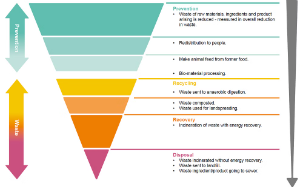 Prevention
• Waste of raw materials, ingredients and product
arising is reduced - measured in overall reduction
in waste.
• Redistribution to people.
• Make animal feed from former food.
• Bio-material processing.
Recycling
• Waste sent to anaerobic digestion.
• Waste composted.
• Waste used for landspreading.
Recovery
• Incineration of waste with energy recovery.
Disposal
• Waste incinerated without energy recovery.
• Waste sent to landfill.
• Waste ingredient/product going to sewer.
Prevention
Waste